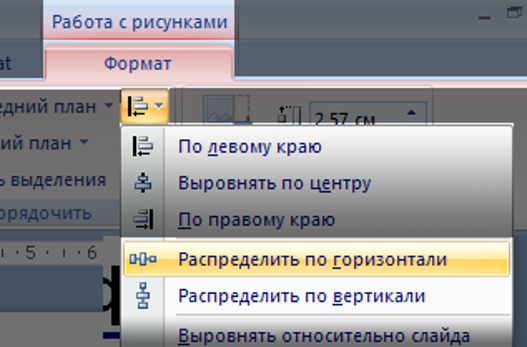 Работа с рисунками
at
Формат
едний план
2,57 см
ий план
ь выделения
орядочить
По левому краю
Выровнять по центру
По правому краю
Распределить по горизонтали
Распределить по вертикали
Выровнять относительно слайда
5 6